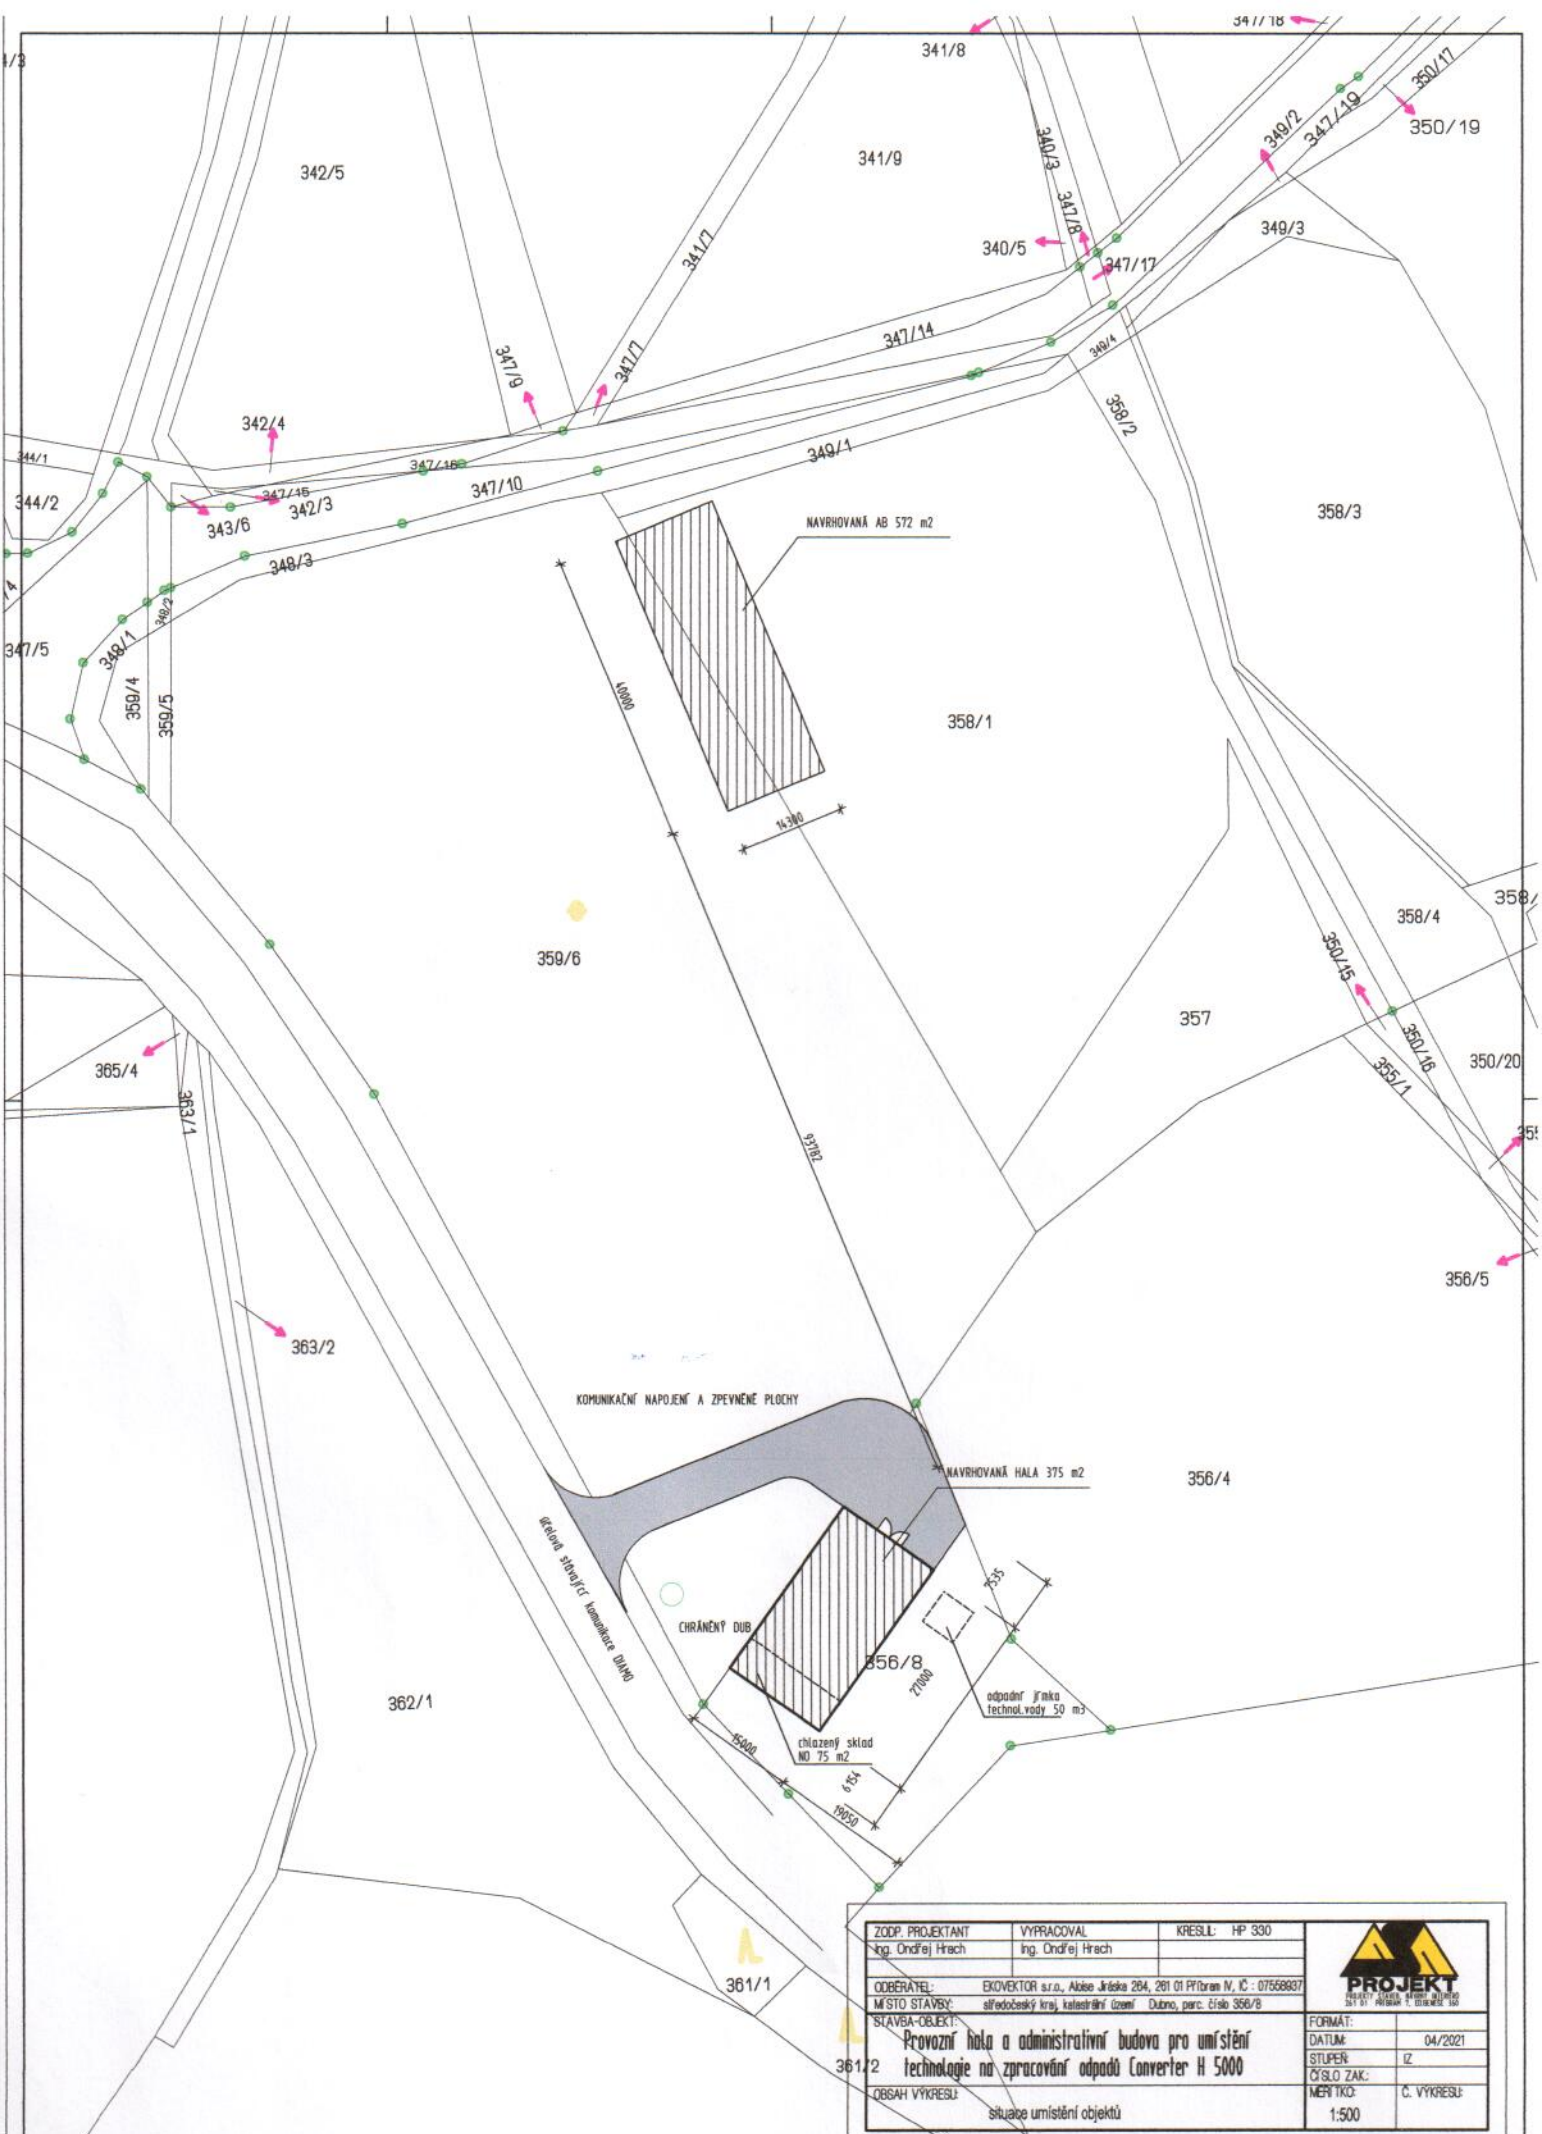 347/18
341/8
350/17
350/19
349/2
347/19
340/3
341/9
342/5
347/8
349/3
341/7
340/5
347/17
347/14
349/4
347/9
347/7
358/2
342/4
349/1
344/1
347/16
347/10
347/15
344/2
342/3
343/6
358/3
NAVRHOVANÁ AB 572 m2
348/3
348/2
348/1
347/5
359/4
359/5
40000
358/1
14300
358/4
359/6
350/15
357
350/16
350/20
365/4
355/1
363/1
93782
356/5
363/2
KOMUNIKAČNÍ NAPOJENÍ A ZPEVNĚNÉ PLOCHY
NAVRHOVANÁ HALA 375 m2
356/4
účelová stávající komunikace DIAMO
7535
CHRÁNĚNÝ DUB
356/8
27000
362/1
odpadní jímka
technol.vody 50 m3
15000
chlazený sklad
NO 75 m2
6154
19050
361/1
361/2
ZODP. PROJEKTANT VYPRACOVAL KRESLIL: HP 330
Ing. Ondřej Hrach Ing. Ondřej Hrach
PROJEKT
ODBĚRATEL: EKOVEKTOR s.r.o., Aloise Jiráska 264, 261 01 Příbram IV, IČ : 07558937
MÍSTO STAVBY: středočeský kraj, katastrální území Dubno, parc. číslo 356/8
STAVBA-OBJEKT:
Provozní hala a administrativní budova pro umístění
technologie na zpracování odpadů Converter H 5000
FORMÁT:
DATUM: 04/2021
STUPEŇ: IZ
ČÍSLO ZAK.:
OBSAH VÝKRESU:
situace umístění objektů
MĚŘÍTKO: Č. VÝKRESU:
1:500